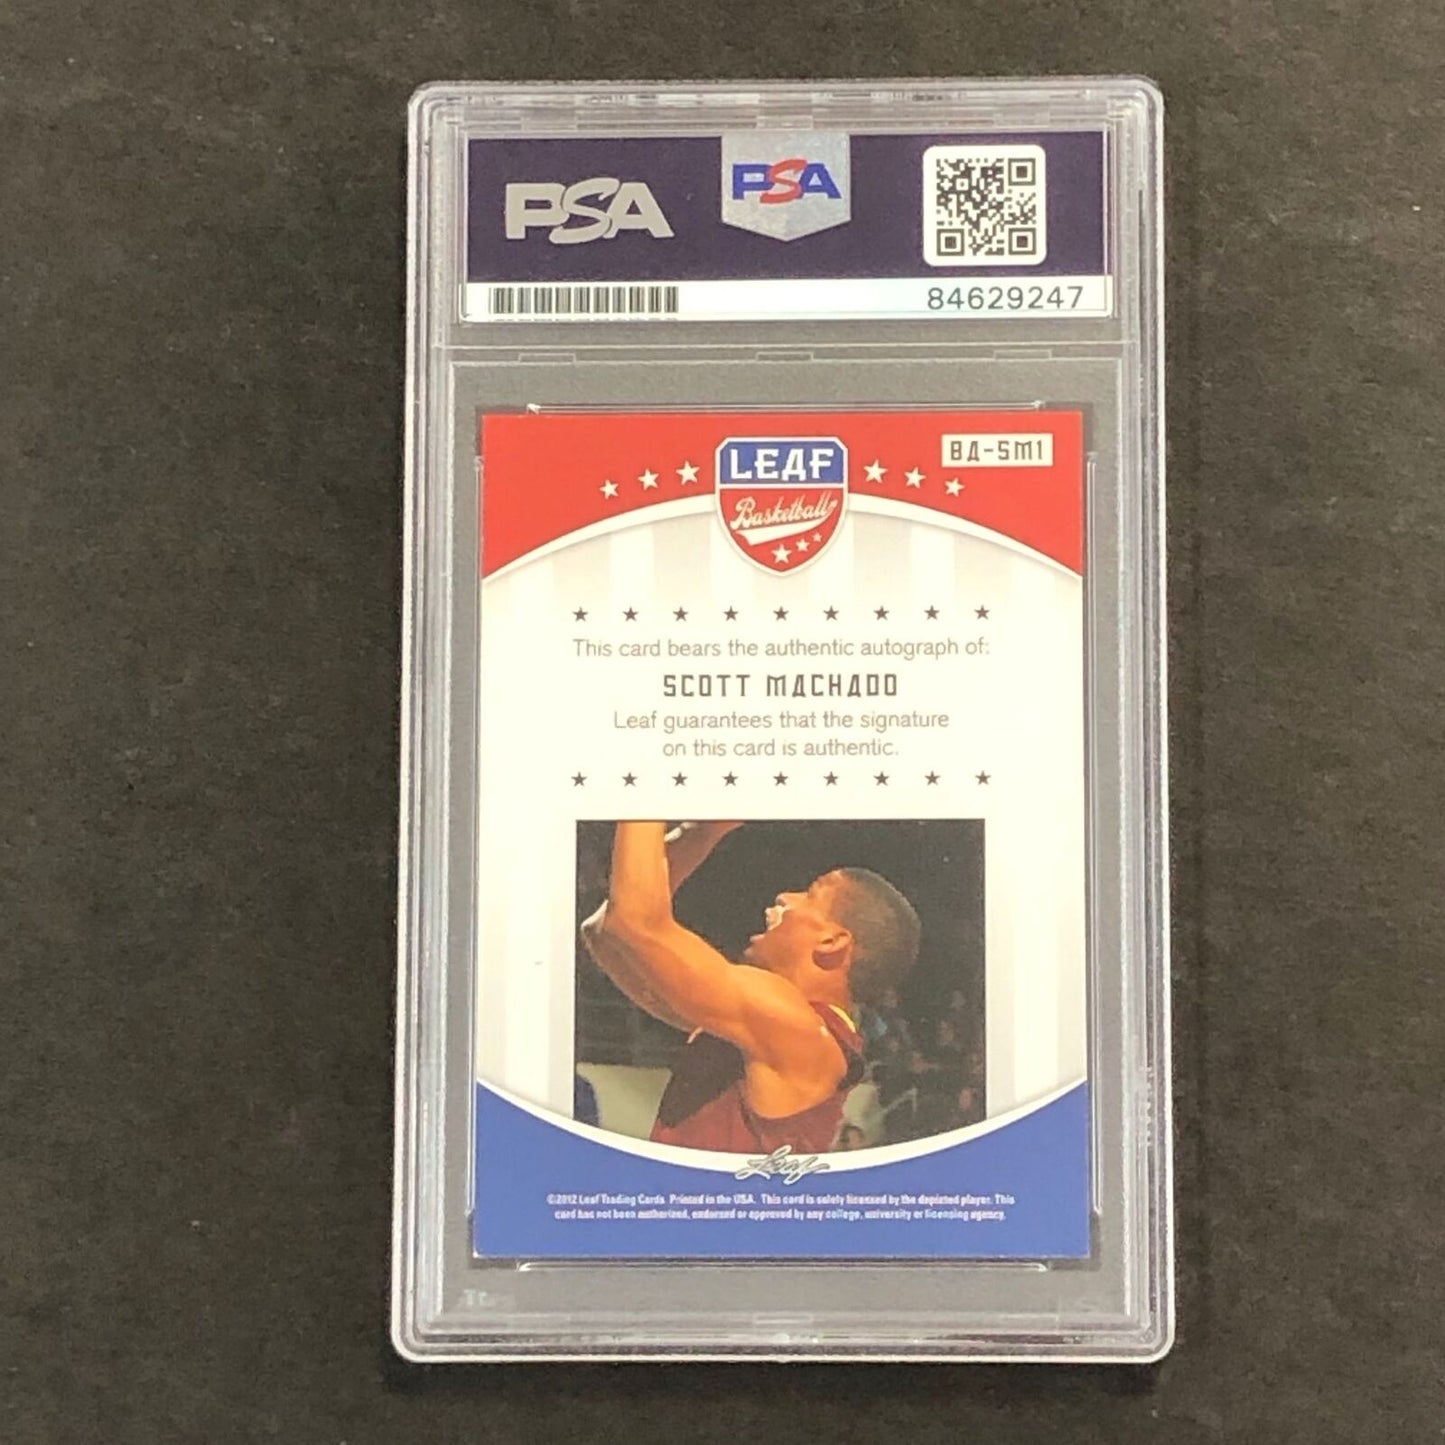 PSA PSA
84629247
BA-SM1
LEAF
Basketball
This card bears the authentic autograph of:
SCOTT MACHADO
Leaf guarantees that the signature
on this card is authentic.
Leaf
©2012 Leaf Trading Cards. Printed in the USA. This card is solely licensed by the depicted player. This
card has not been authorized, endorsed or approved by any college, university or licensing agency.